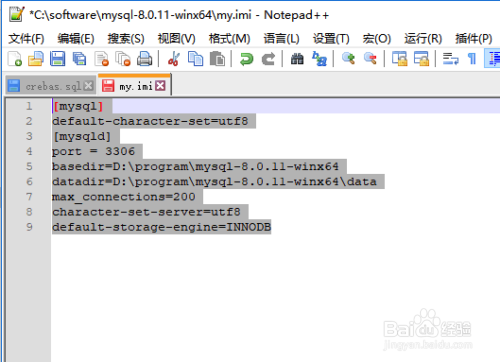 *C:\software\mysql-8.0.11-winx64\my.imi - Notepad++
文件(F) 编辑(E) 搜索(S) 视图(V) 格式(M) 语言(L) 设置(T) 宏(O) 运行(R) 插件(P)
crebas.sql my.imi
1 [mysql]
2 default-character-set=utf8
3 [mysqld]
4 port = 3306
5 basedir=D:\program\mysql-8.0.11-winx64
6 datadir=D:\program\mysql-8.0.11-winx64\data
7 max_connections=200
8 character-set-server=utf8
9 default-storage-engine=INNODB
Baidu 经验
jingyan.baidu.com